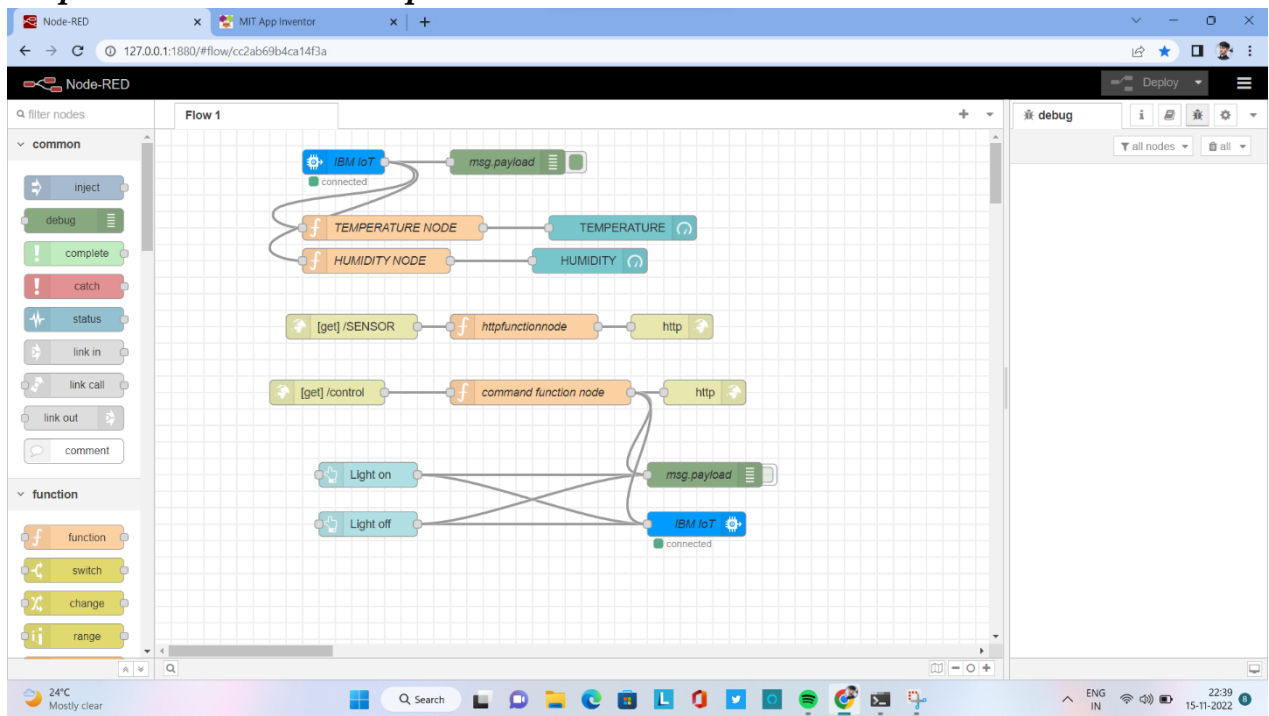 Node-RED
MIT App Inventor
127.0.0.1:1880/#flow/cc2ab69b4ca14f3a
Node-RED
Deploy
filter nodes
Flow 1
debug
i
all nodes
all
common
inject
debug
complete
catch
status
link in
link call
link out
comment
function
function
switch
change
range
IBM IoT
connected
msg.payload
TEMPERATURE NODE
TEMPERATURE
HUMIDITY NODE
HUMIDITY
[get] /SENSOR
httpfunctionnode
http
[get] /control
command function node
http
Light on
msg.payload
Light off
IBM IoT
connected
24°C
Mostly clear
Search
ENG
IN
22:39
15-11-2022
8